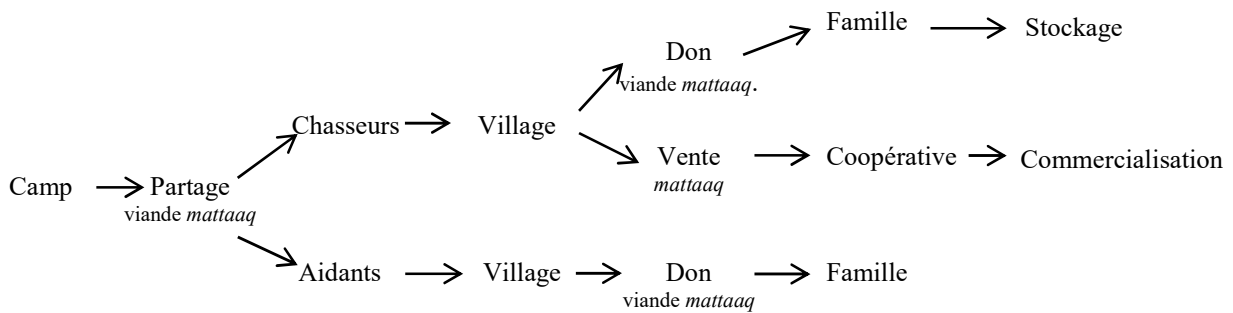 Famille
Stockage
Don
viande mattaaq.
Chasseurs
Village
Vente
mattaaq
Coopérative
Commercialisation
Camp
Partage
viande mattaaq
Aidants
Village
Don
viande mattaaq
Famille